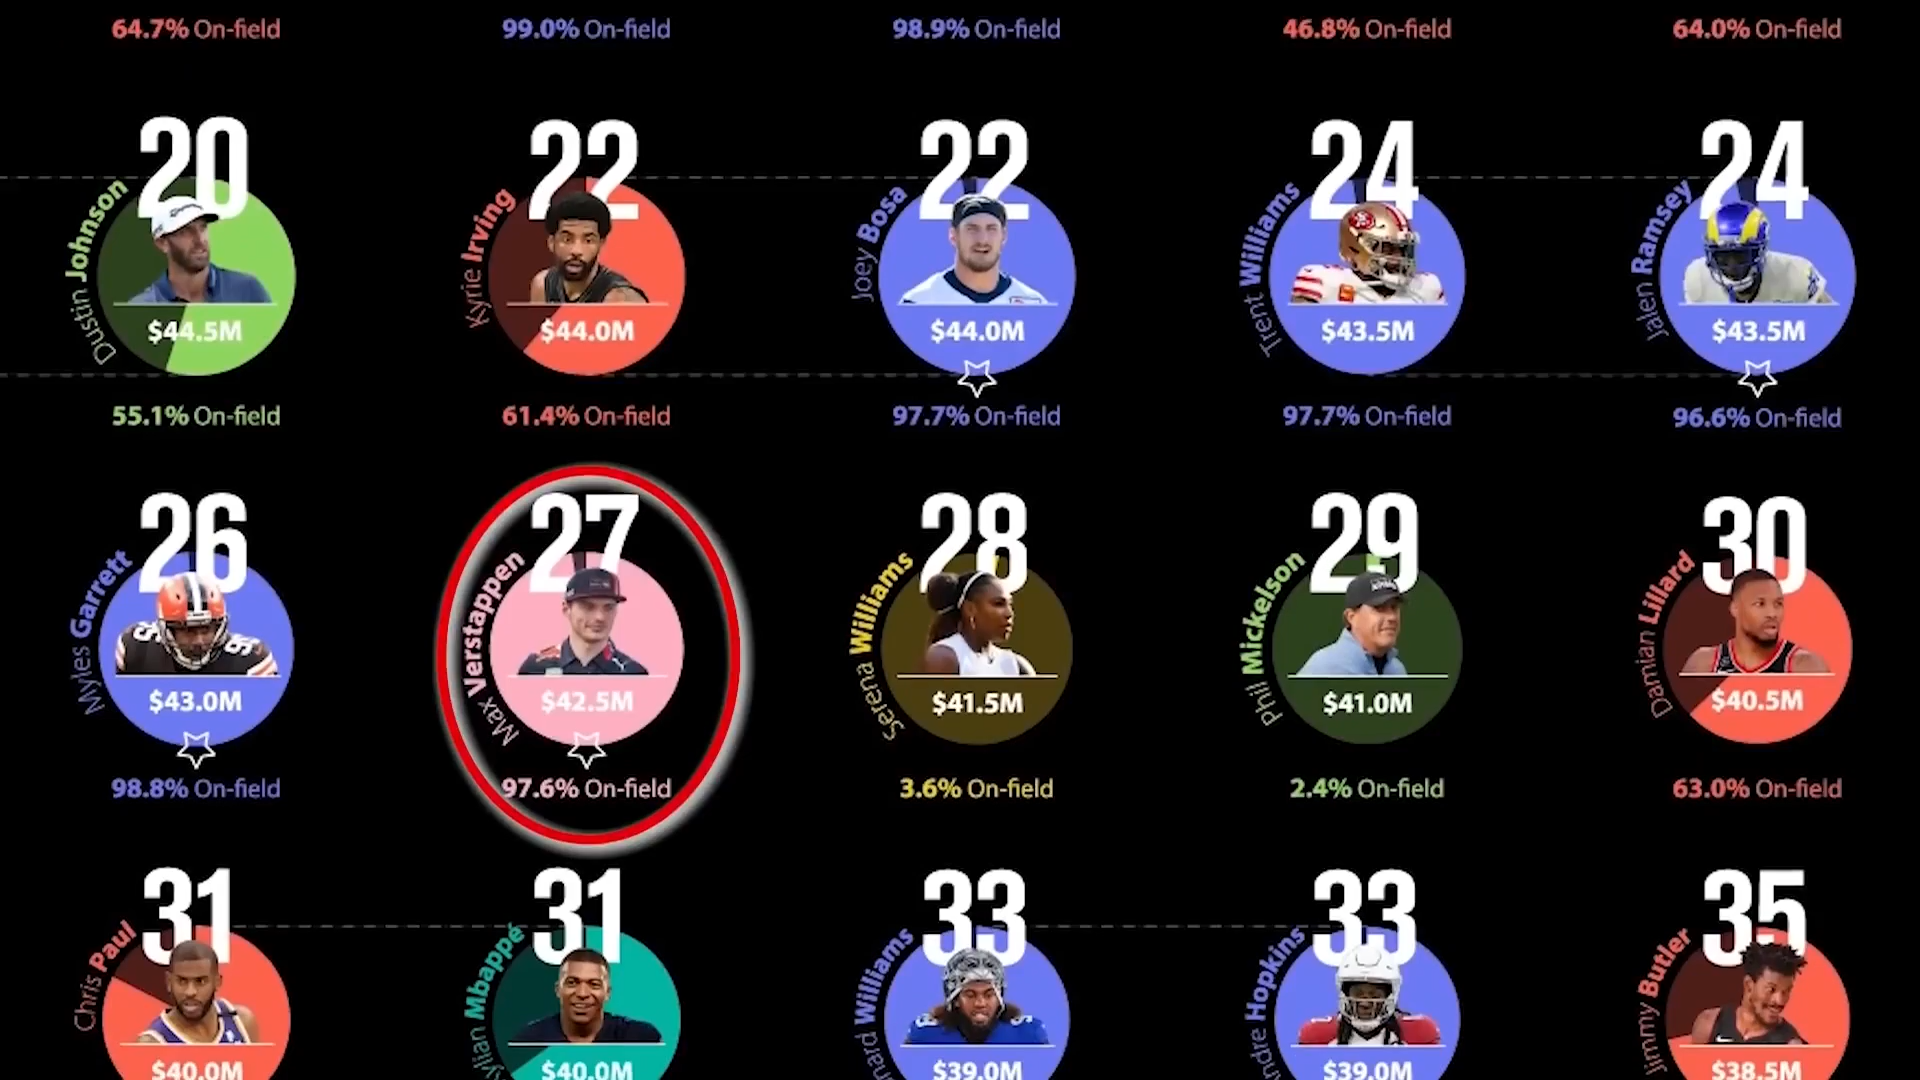 64.7% On-field
99.0% On-field
98.9% On-field
46.8% On-field
64.0% On-field
20
Dustin Johnson
$44.5M
55.1% On-field
22
Kyrie Irving
$44.0M
61.4% On-field
22
Joey Bosa
$44.0M
97.7% On-field
24
Trent Williams
$43.5M
97.7% On-field
24
Jalen Ramsey
$43.5M
96.6% On-field
26
Myles Garrett
$43.0M
98.8% On-field
27
Max Verstappen
$42.5M
97.6% On-field
28
Serena Williams
$41.5M
3.6% On-field
29
Phil Mickelson
$41.0M
2.4% On-field
30
Damian Lillard
$40.5M
63.0% On-field
31
Chris Paul
$40.0M
31
Kylian Mbappe
$40.0M
33
nard Williams
$39.0M
33
ndre Hopkins
$39.0M
35
Jimmy Butler
$38.5M